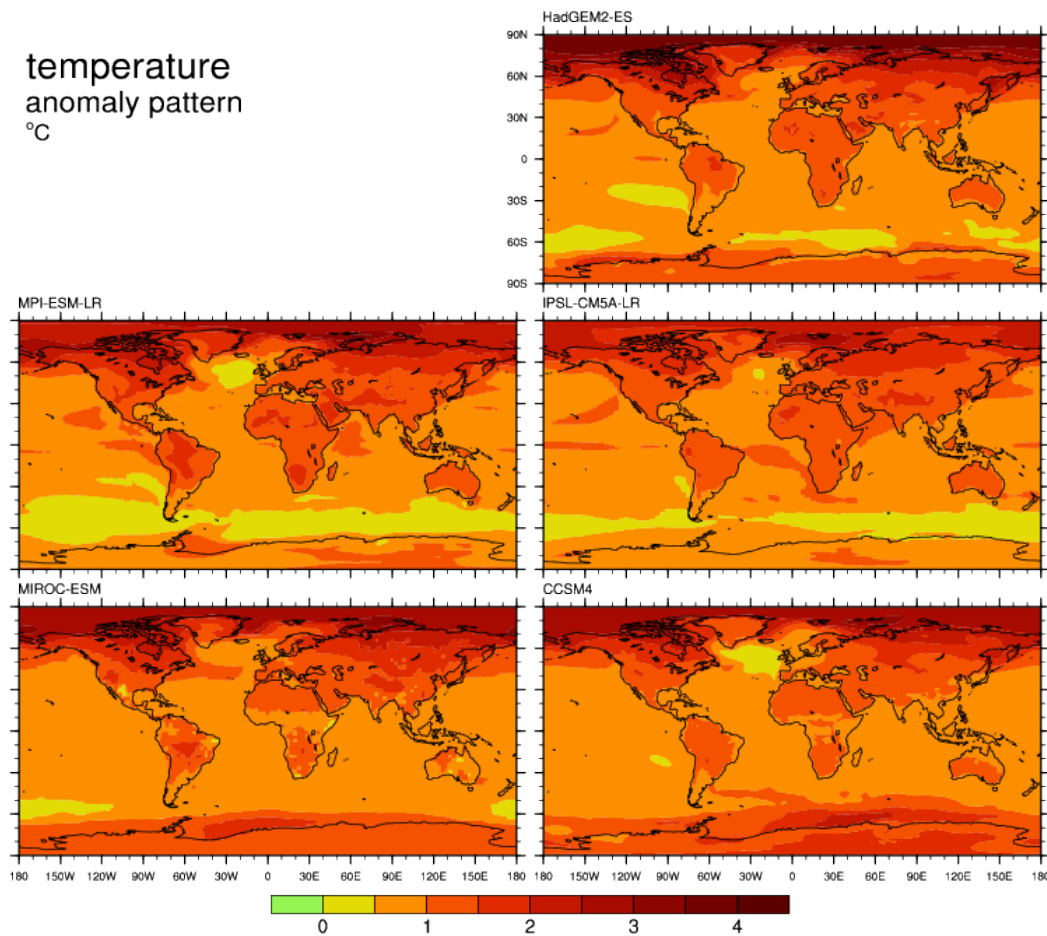 temperature
anomaly pattern
°C
HadGEM2-ES
90N
60N
30N
0
30S
60S
90S
MPI-ESM-LR
IPSL-CM5A-LR
MIROC-ESM
CCSM4
180 150W 120W 90W 60W 30W 0 30E 60E 90E 120E 150E 180 150W 120W 90W 60W 30W 0 30E 60E 90E 120E 150E 180
0 1 2 3 4